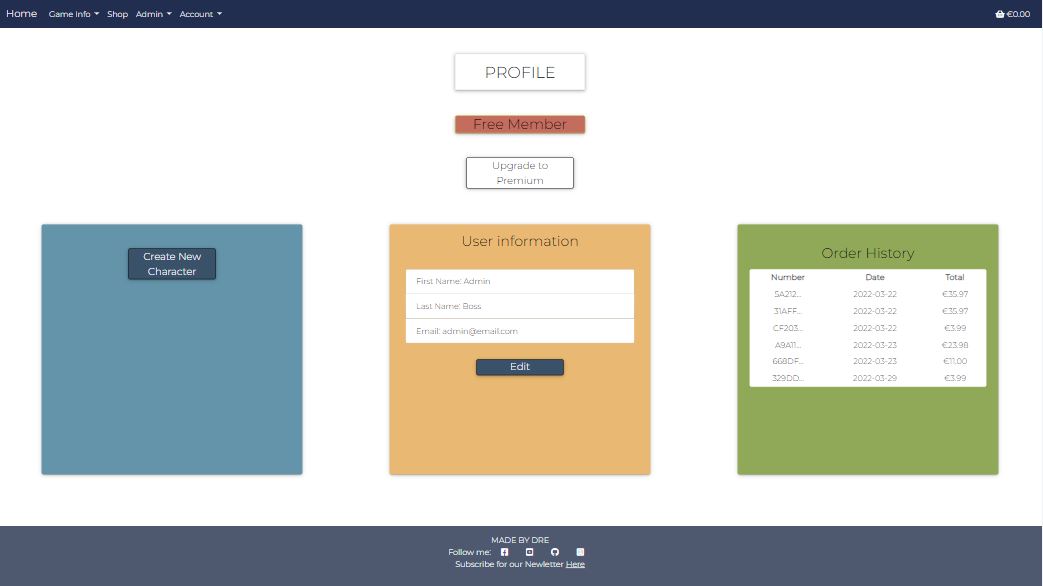 Home Game Info Shop Admin Account €0.00
PROFILE
Free Member
Upgrade to
Premium
Create New
Character
User information
First Name: Admin
Last Name: Boss
Email: admin@email.com
Edit
Order History
Number Date Total
5A212... 2022-03-22 €35.97
31AFF... 2022-03-22 €35.97
CF203... 2022-03-22 €3.99
A9A11... 2022-03-23 €23.98
668DF... 2022-03-23 €11.00
329DD... 2022-03-29 €3.99
MADE BY DRE
Follow me:
Subscribe for our Newletter Here